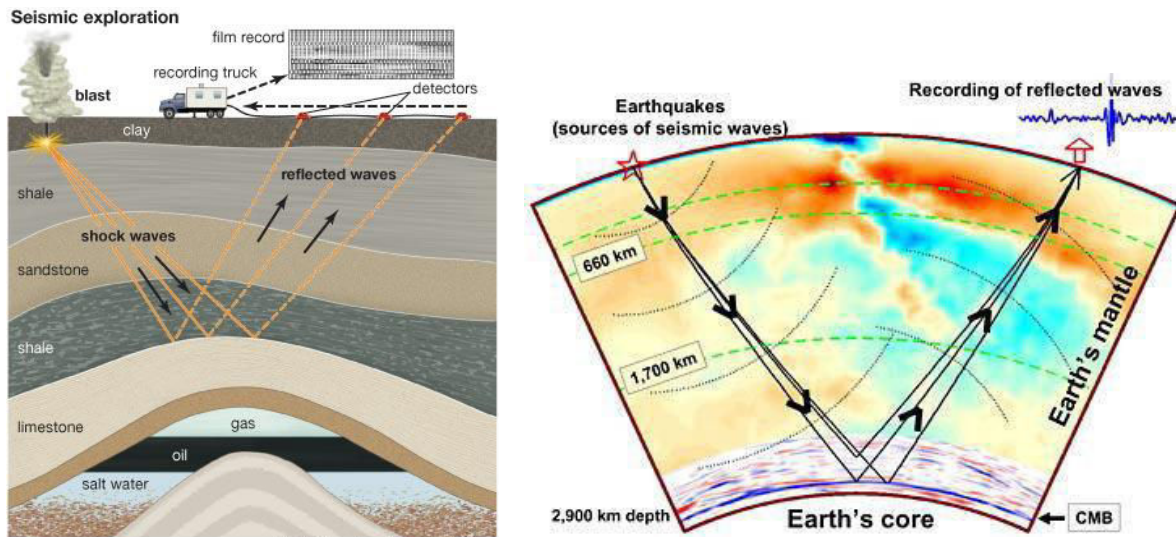 Seismic exploration
film record
recording truck
blast
detectors
clay
reflected waves
shale
shock waves
sandstone
shale
limestone
gas
oil
salt water
Recording of reflected waves
Earthquakes
(sources of seismic waves)
660 km
1,700 km
Earth's mantle
2,900 km depth
Earth's core
CMB